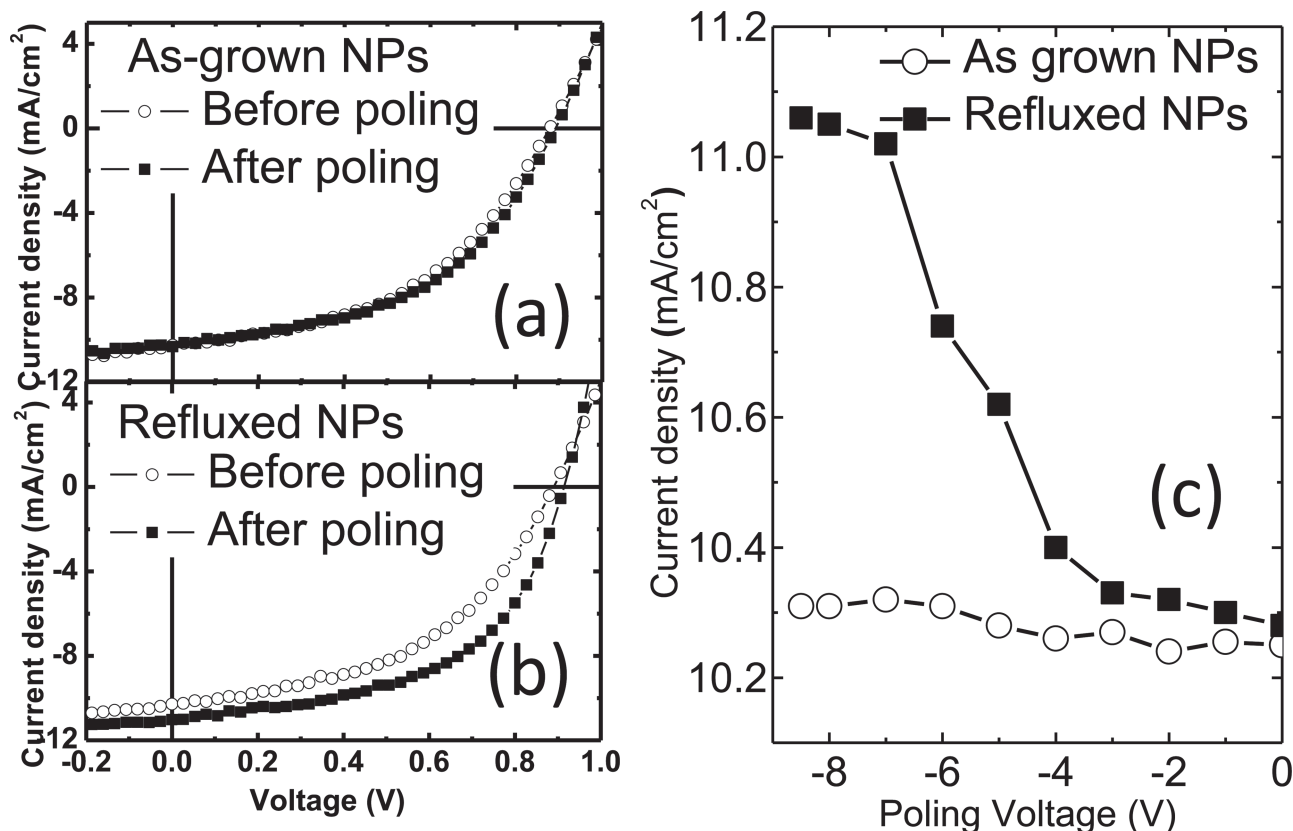 Current density (mA/cm²)
4
0
-4
-8
-12
As-grown NPs
Before poling
After poling
(a)
Current density (mA/cm²)
4
0
-4
-8
-12
Refluxed NPs
Before poling
After poling
(b)
-0.2 0.0 0.2 0.4 0.6 0.8 1.0
Voltage (V)
Current density (mA/cm²)
11.2
11.0
10.8
10.6
10.4
10.2
As grown NPs
Refluxed NPs
(c)
-8 -6 -4 -2 0
Poling Voltage (V)